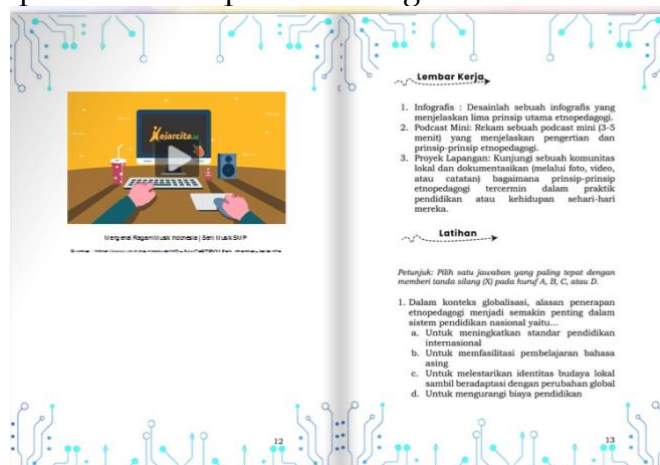 Kejarcita.id
Mengenal Ragam Musik Indonesia | Seni Musik SMP
12
Lembar Kerja
1. Infografis : Desainlah sebuah infografis yang
menjelaskan lima prinsip utama etnopedagogi.
2. Podcast Mini: Rekam sebuah podcast mini (3-5
menit) yang menjelaskan pengertian dan
prinsip-prinsip etnopedagogi.
3. Proyek Lapangan: Kunjungi sebuah komunitas
lokal dan dokumentasikan (melalui foto, video,
atau catatan) bagaimana prinsip-prinsip
etnopedagogi tercermin dalam praktik
pendidikan atau kehidupan sehari-hari
mereka.
Latihan
Petunjuk: Pilih satu jawaban yang paling tepat dengan
memberi tanda silang (X) pada huruf A, B, C, atau D.
1. Dalam konteks globalisasi, alasan penerapan
etnopedagogi menjadi semakin penting dalam
sistem pendidikan nasional yaitu...
a. Untuk meningkatkan standar pendidikan
internasional
b. Untuk memfasilitasi pembelajaran bahasa
asing
c. Untuk melestarikan identitas budaya lokal
sambil beradaptasi dengan perubahan global
d. Untuk mengurangi biaya pendidikan
13